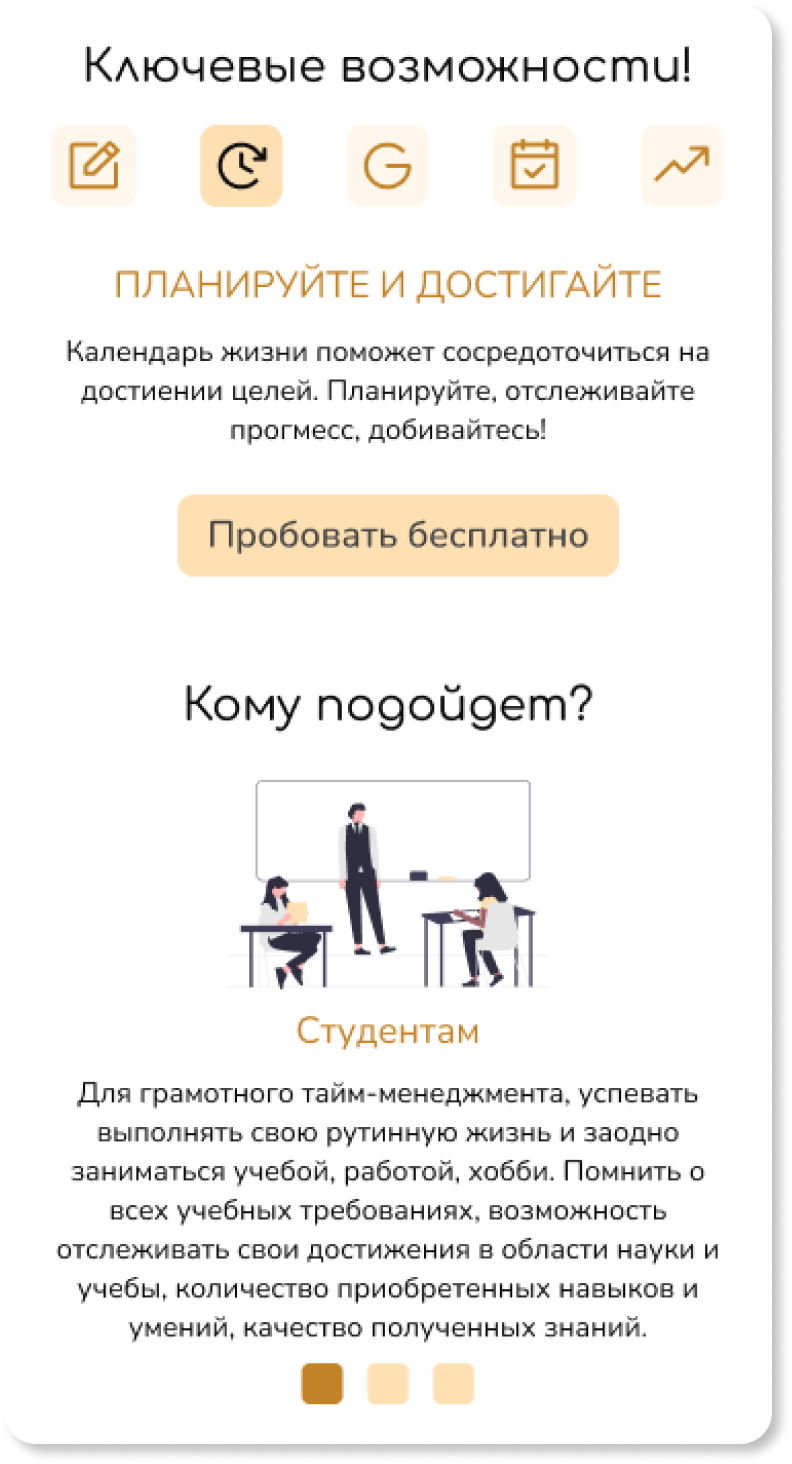 Ключевые возможности!
ПЛАНИРУЙТЕ И ДОСТИГАЙТЕ
Календарь жизни поможет сосредоточиться на
достиении целей. Планируйте, отслеживайте
прогмесс, добивайтесь!
Пробовать бесплатно
Кому подойдет?
Студентам
Для грамотного тайм-менеджмента, успевать
выполнять свою рутинную жизнь и заодно
заниматься учебой, работой, хобби. Помнить о
всех учебных требованиях, возможность
отслеживать свои достижения в области науки и
учебы, количество приобретенных навыков и
умений, качество полученных знаний.